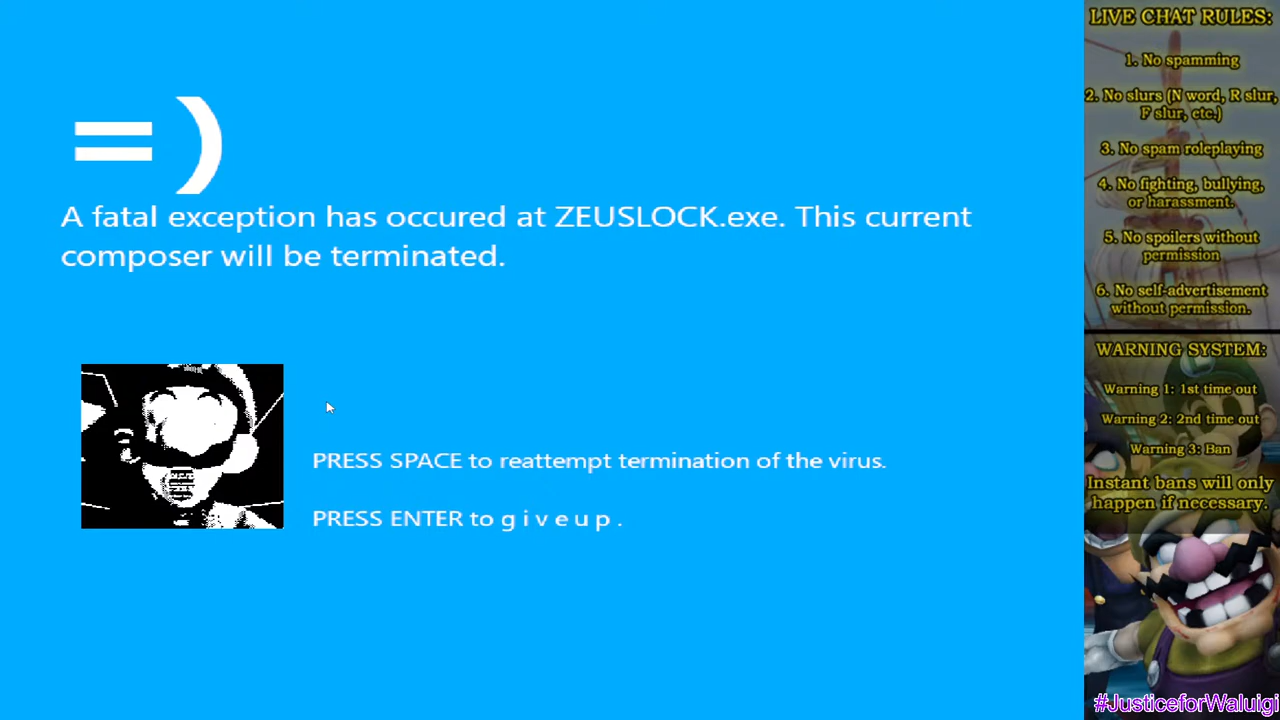 =)
A fatal exception has occured at ZEUSLOCK.exe. This current
composer will be terminated.
PRESS SPACE to reattempt termination of the virus.
PRESS ENTER to g i v e u p .
LIVE CHAT RULES:
1. No spamming
2. No slurs (N word, R slur,
F slur, etc.)
3. No spam roleplaying
4. No fighting, bullying,
or harassment.
5. No spoilers without
permission
6. No self-advertisement
without permission.
WARNING SYSTEM:
Warning 1: 1st time out
Warning 2: 2nd time out
Warning 3: Ban
Instant bans will only
happen if necessary.
#JusticeforWaluigi